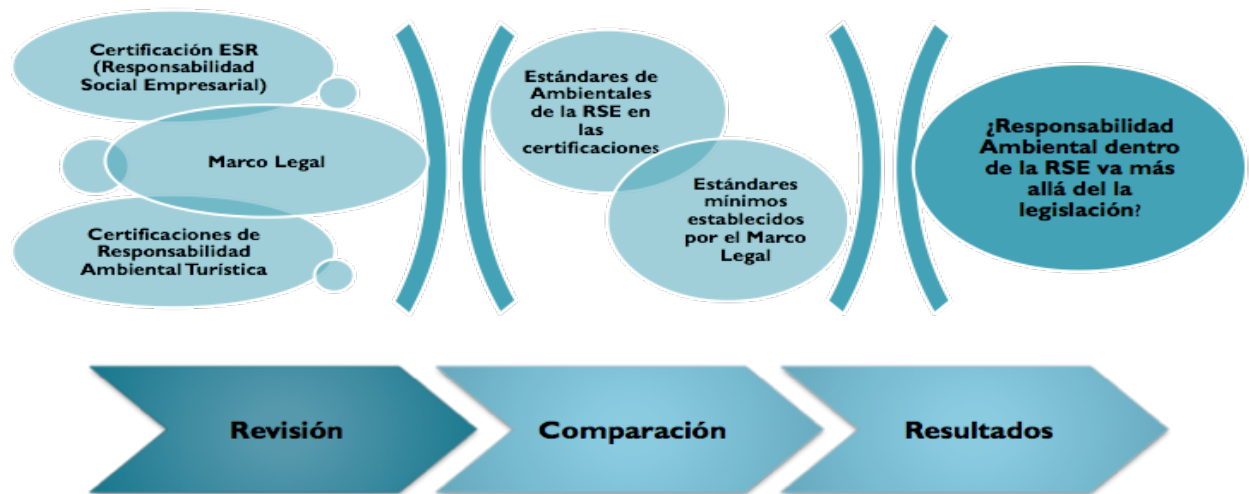 Certificación ESR
(Responsabilidad
Social Empresarial)
Marco Legal
Certificaciones de
Responsabilidad
Ambiental Turística
Estándares de
Ambientales
de la RSE en
las
certificaciones
Estándares
mínimos
establecidos
por el Marco
Legal
¿Responsabilidad
Ambiental dentro
de la RSE va más
allá del la
legislación?
Revisión
Comparación
Resultados